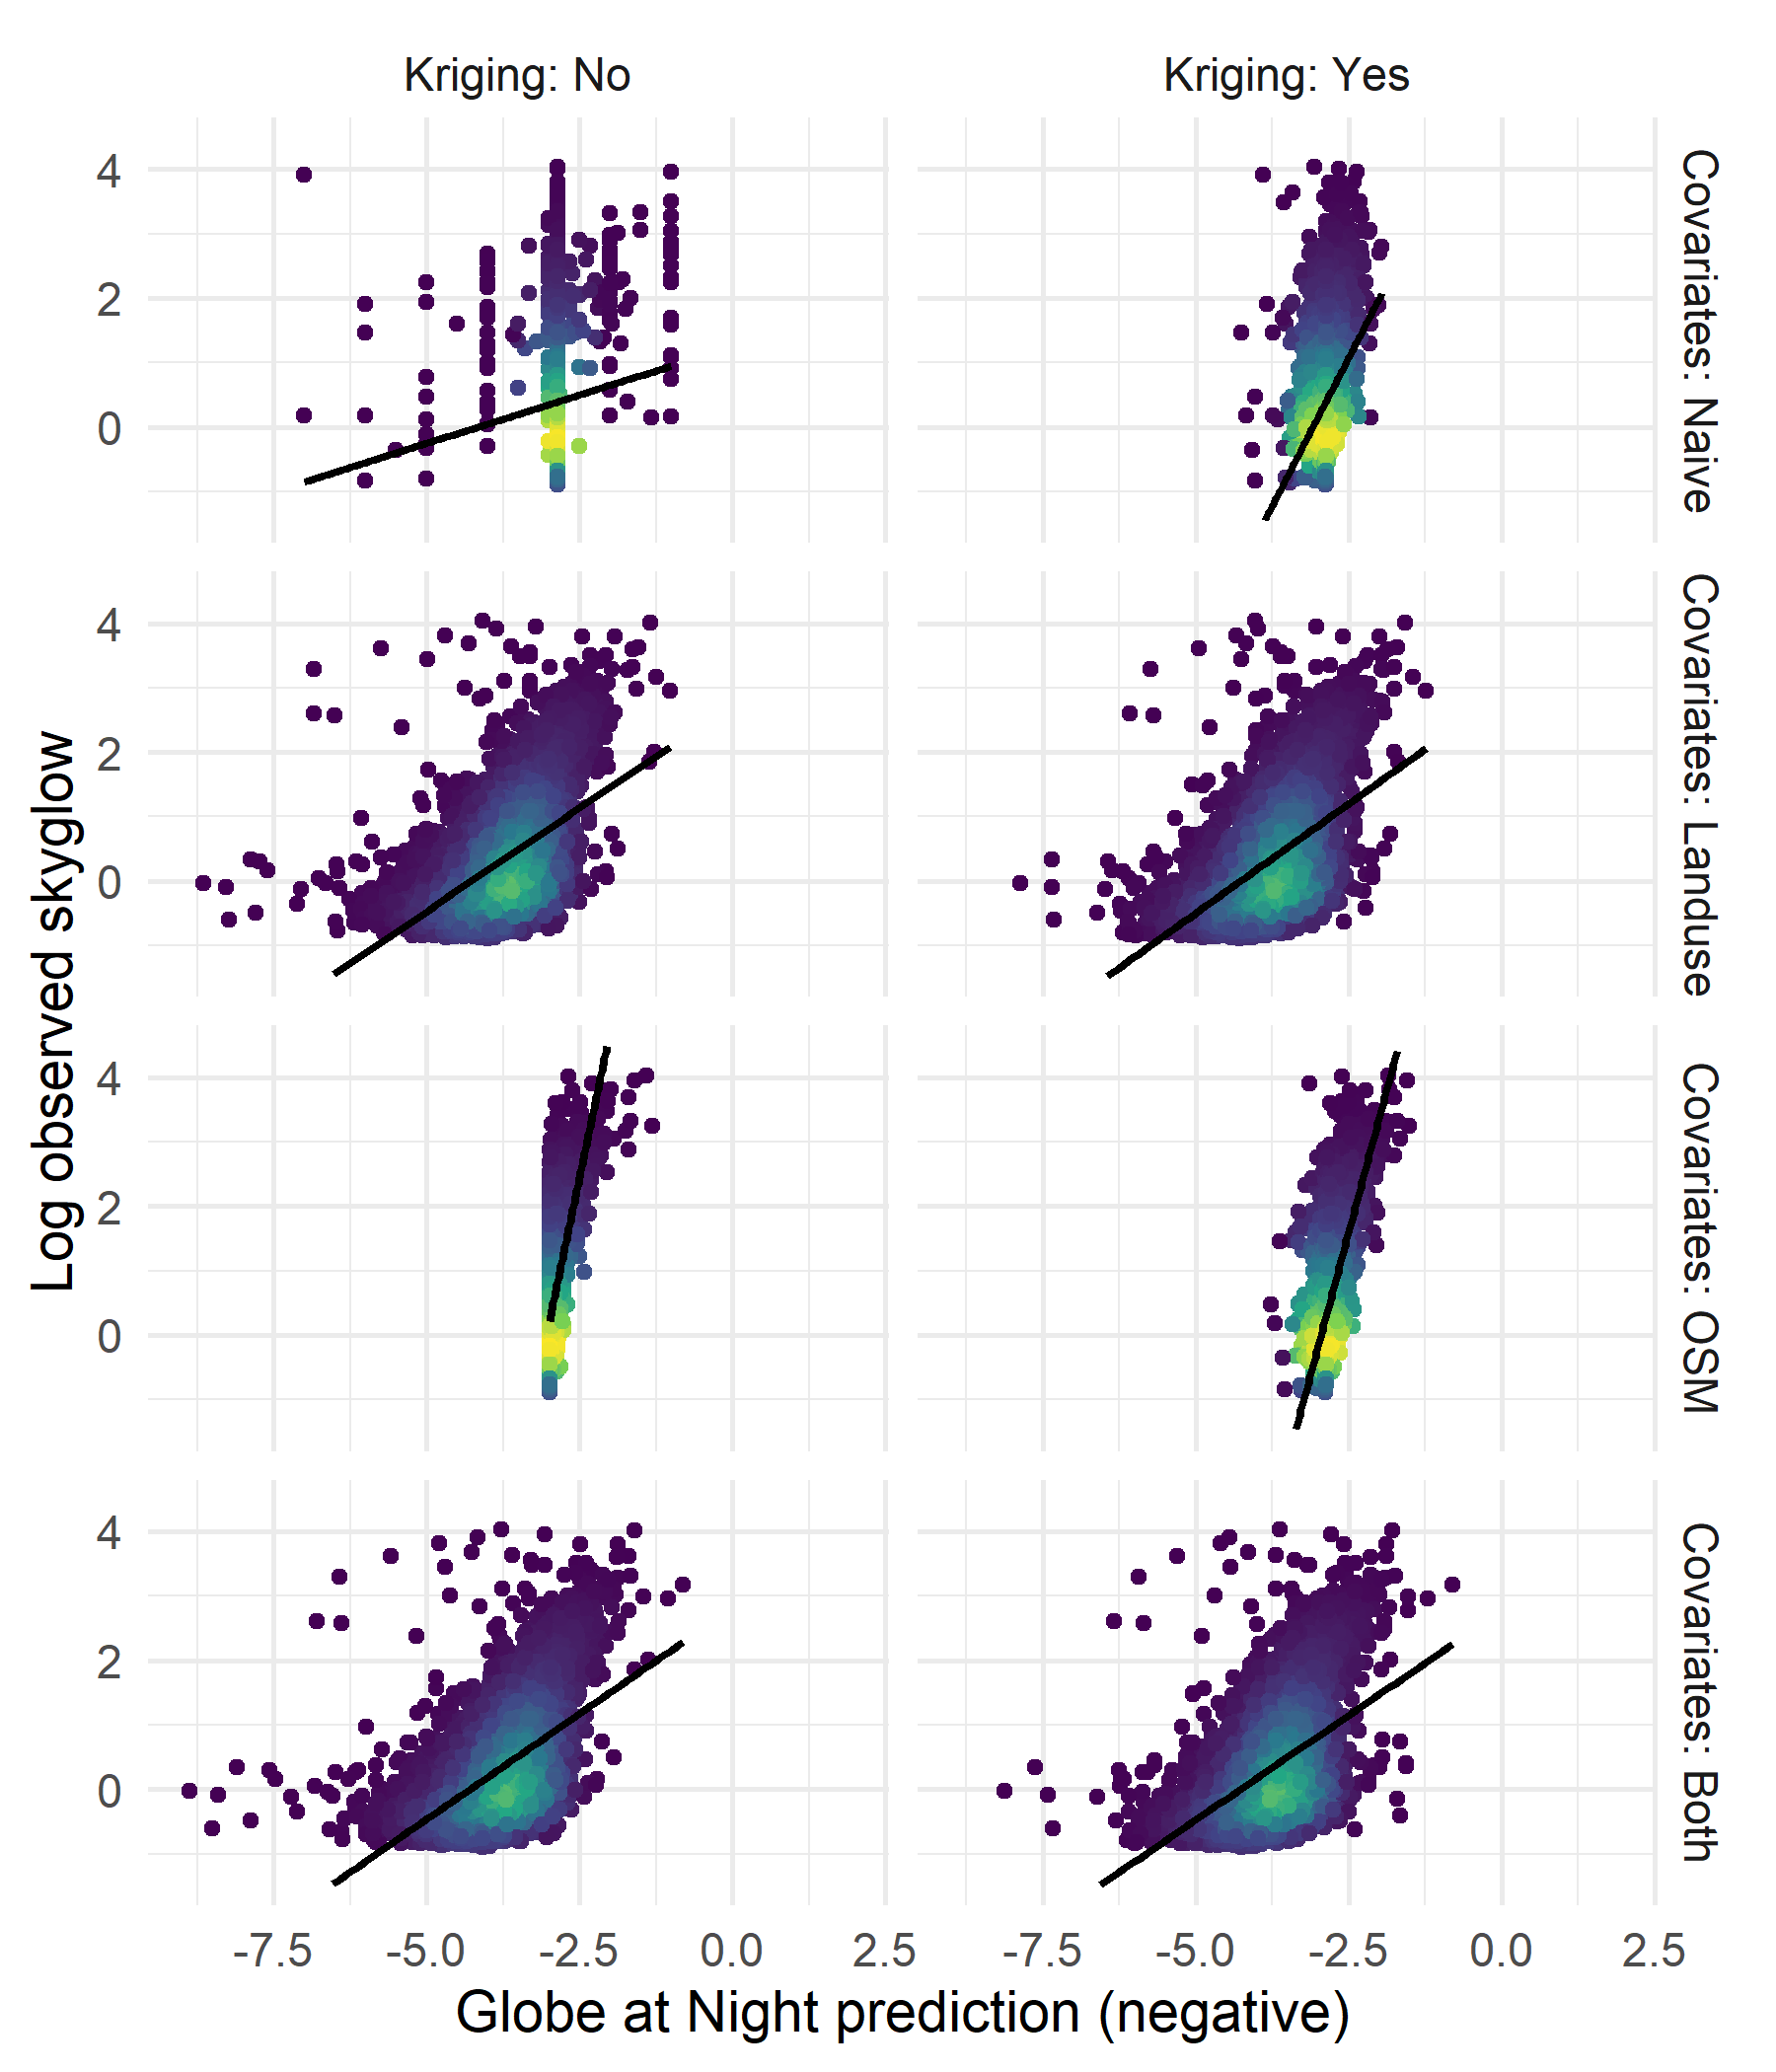 Kriging: No
Kriging: Yes
4
2
0
Covariates: Naive
4
2
0
Covariates: Landuse
Log observed skyglow
4
2
0
Covariates: OSM
4
2
0
Covariates: Both
-7.5 -5.0 -2.5 0.0 2.5
-7.5 -5.0 -2.5 0.0 2.5
Globe at Night prediction (negative)